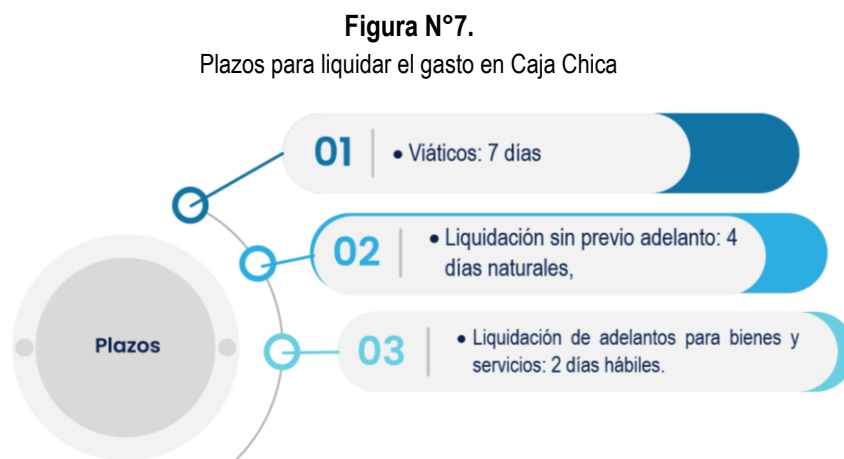 Figura N°7.
Plazos para liquidar el gasto en Caja Chica
01
• Viáticos: 7 días
02
• Liquidación sin previo adelanto: 4
días naturales,
Plazos
03
• Liquidación de adelantos para bienes y
servicios: 2 días hábiles.